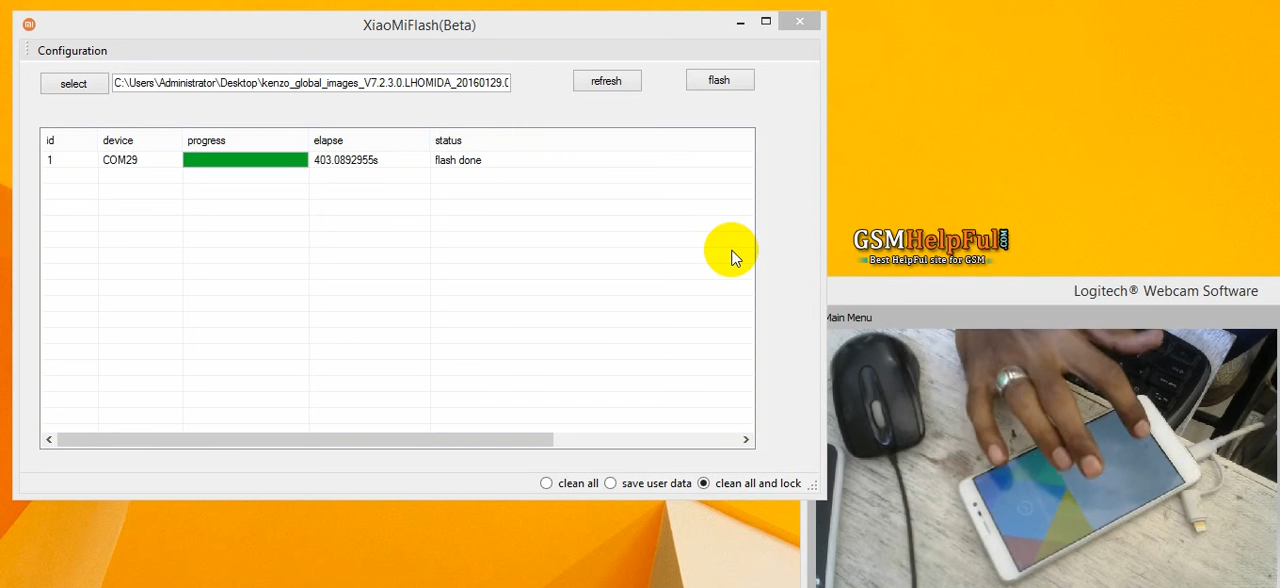 XiaoMiFlash(Beta)
Configuration
select
C:\Users\Administrator\Desktop\kenzo_global_images_V7.2.3.0.LHOMIDA_20160129.0
refresh
flash
id device progress elapse status
1 COM29 403.0892955s flash done
clean all save user data clean all and lock
GSMHelpFul.COM
Best HelpFul site for GSM
Logitech® Webcam Software
Main Menu